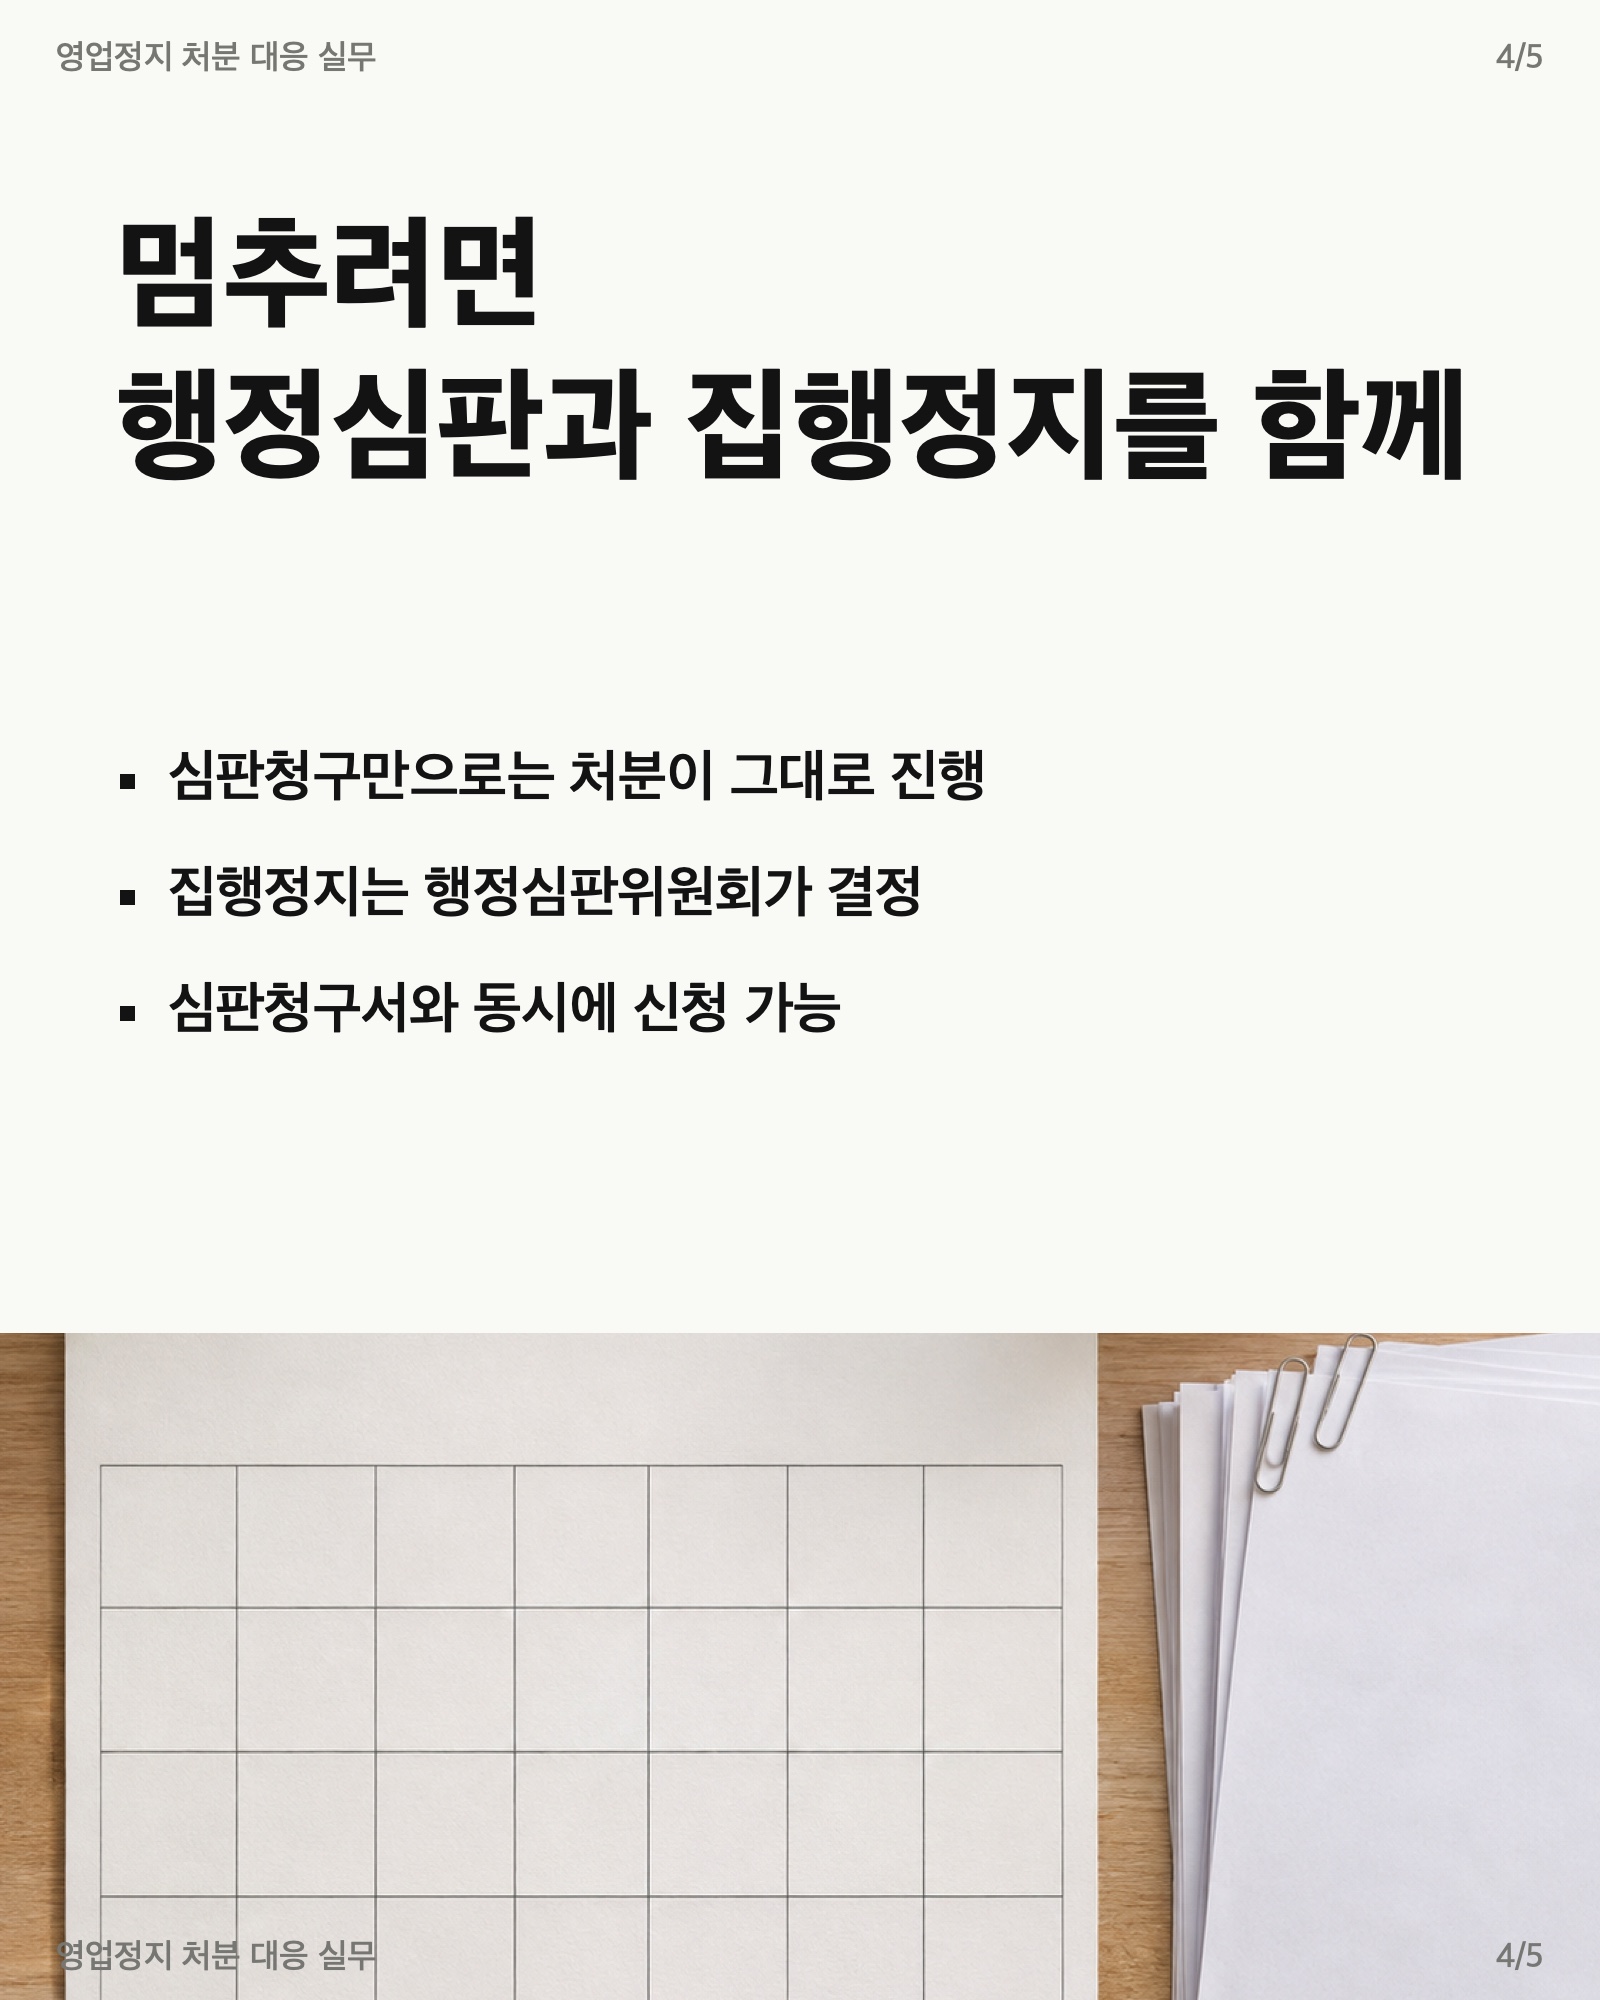 영업정지 처분 대응 실무
4/5
멈추려면
행정심판과 집행정지를 함께
▪ 심판청구만으로는 처분이 그대로 진행
▪ 집행정지는 행정심판위원회가 결정
▪ 심판청구서와 동시에 신청 가능
영업정지 처분 대응 실무
4/5